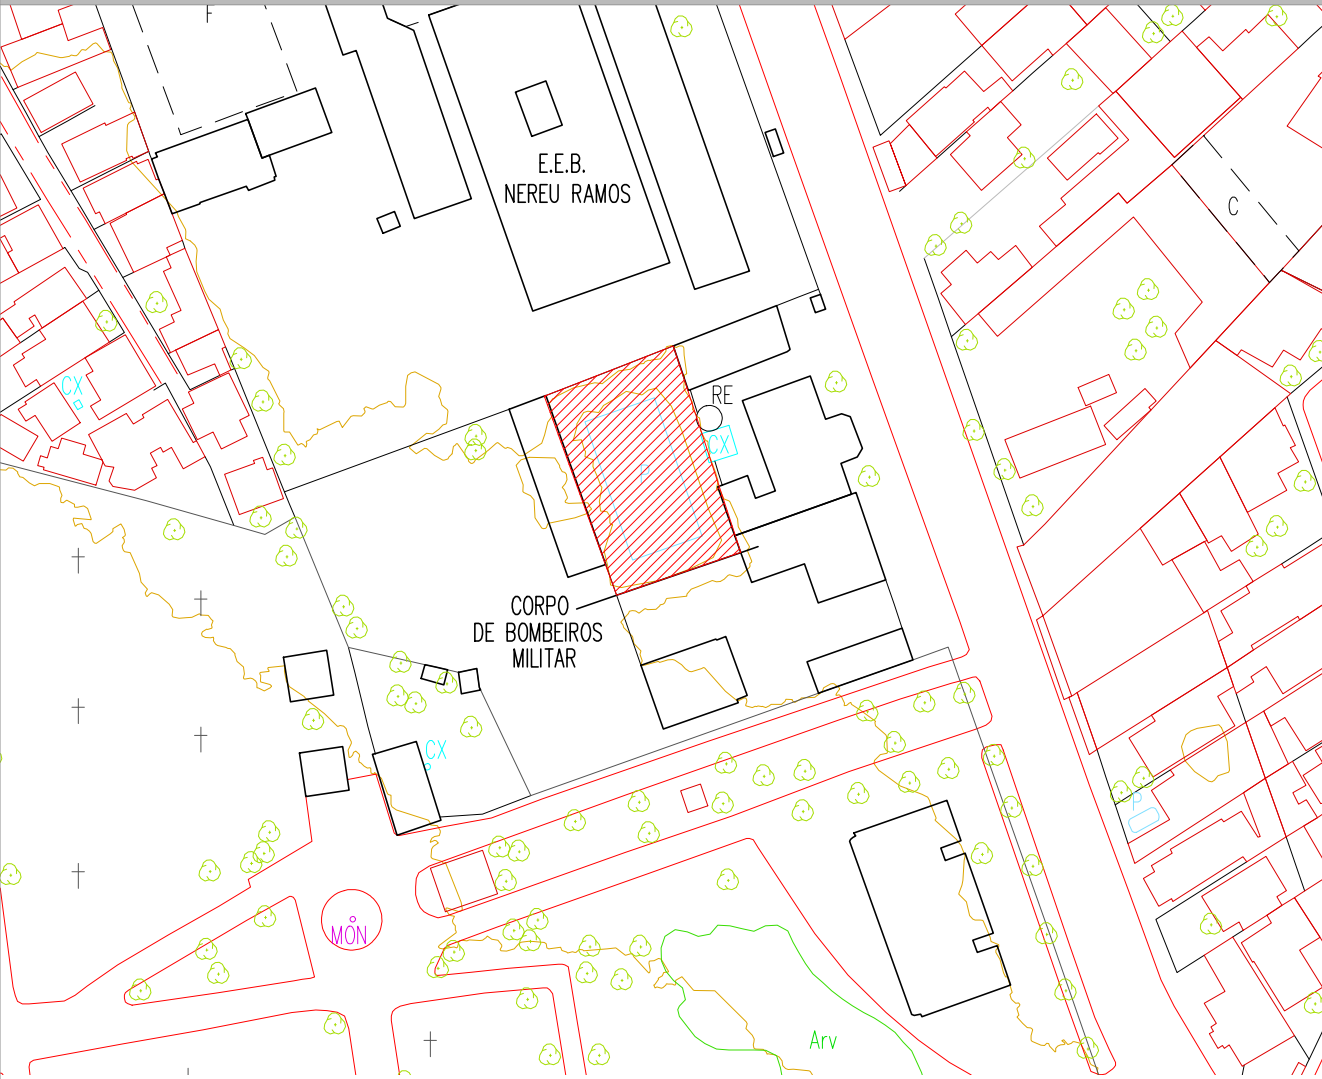 F
E.E.B.
NEREU RAMOS
C
CX
RE
CX
CORPO
DE BOMBEIROS
MILITAR
CX
P
MON
Arv